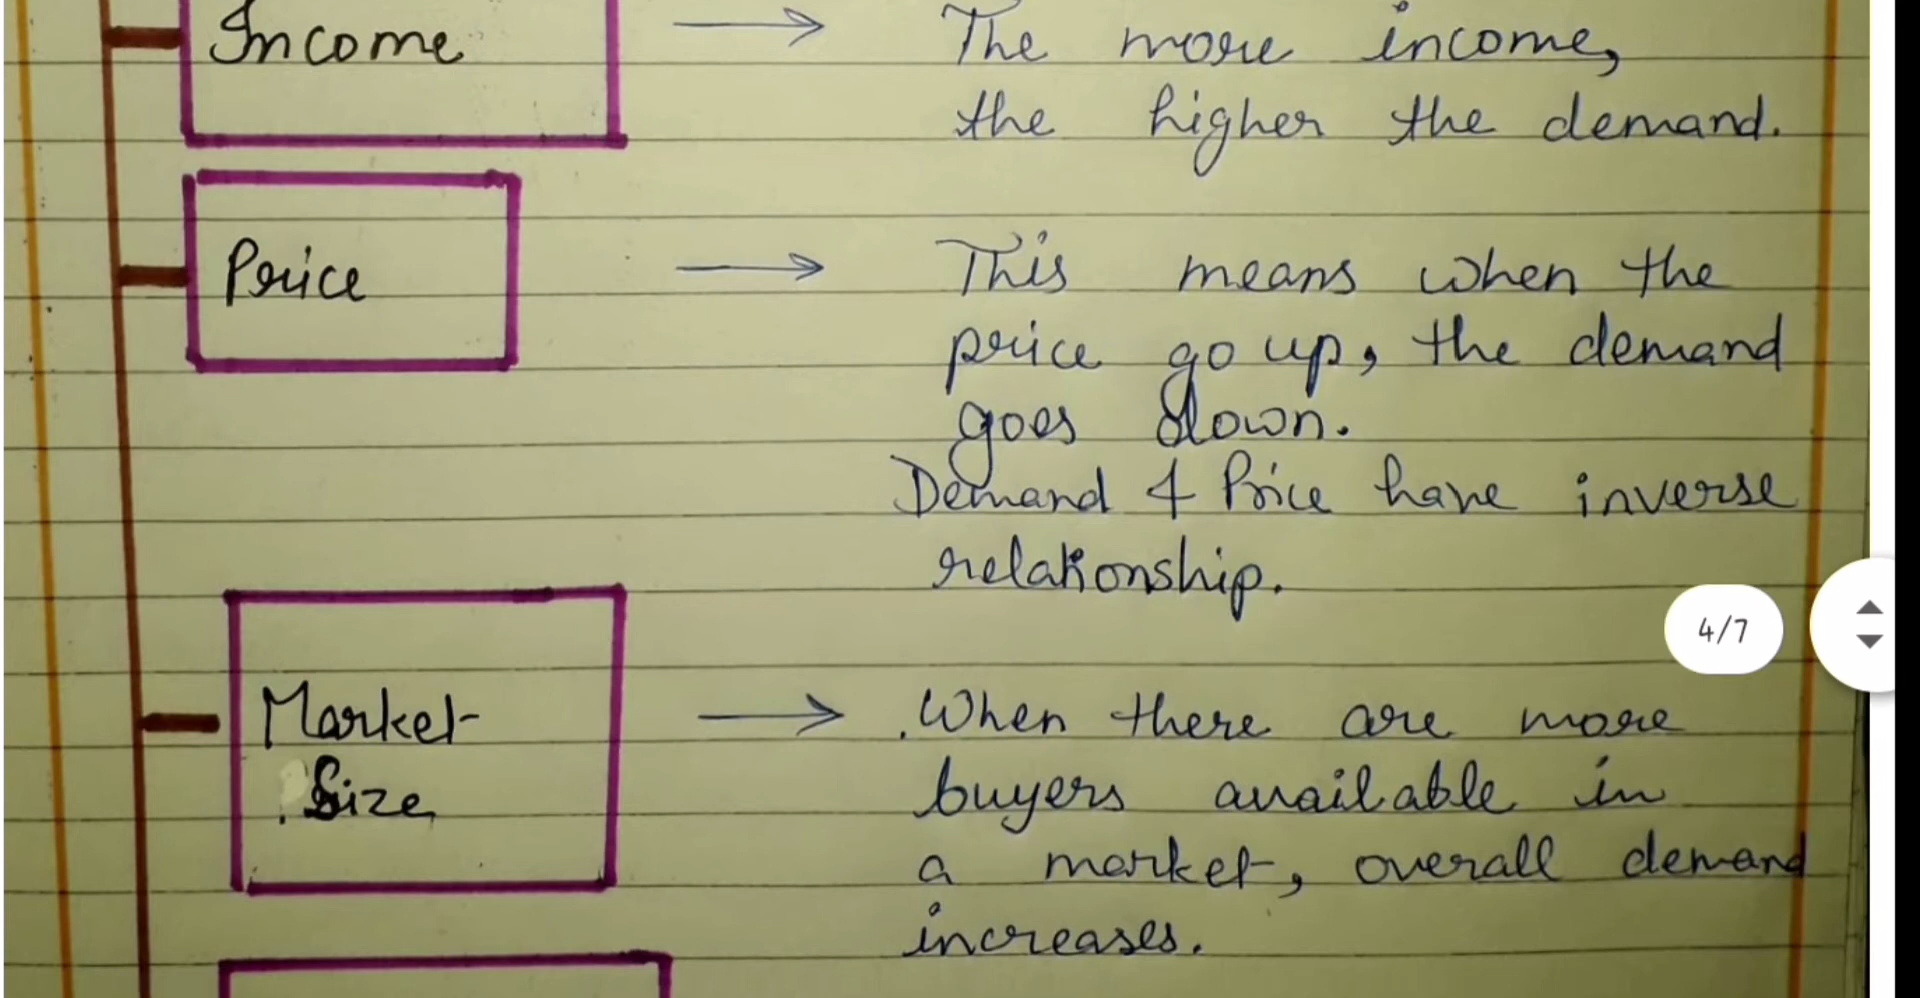 Income → The more income,
the higher the demand.
Price → This means when the
price go up, the demand
goes down.
Demand & Price have inverse
relationship.
4/7
Market → When there are more
Size buyers available in
a market, overall demand
increases.